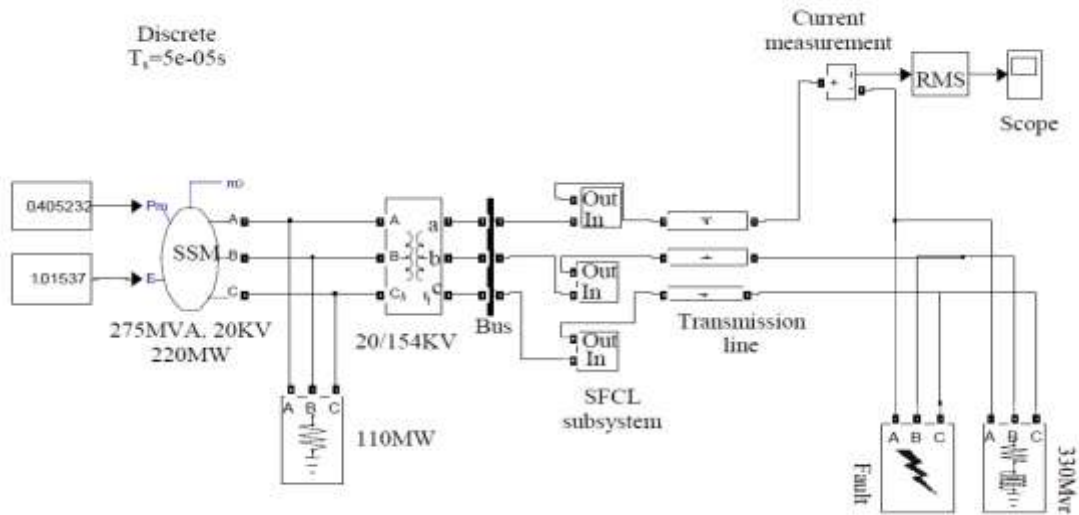 Discrete
Ts=5e-05s
Current
measurement
i
+
-
RMS
Scope
0.405232
Pm
m
SSM
A
B
C
1.01537
E
275MVA, 20KV
220MW
A
B
C
a
b
c
20/154KV
Bus
Out
In
Out
In
Out
In
SFCL
subsystem
Transmission
line
A B C
110MW
A B C
Fault
A B C
330Mvr